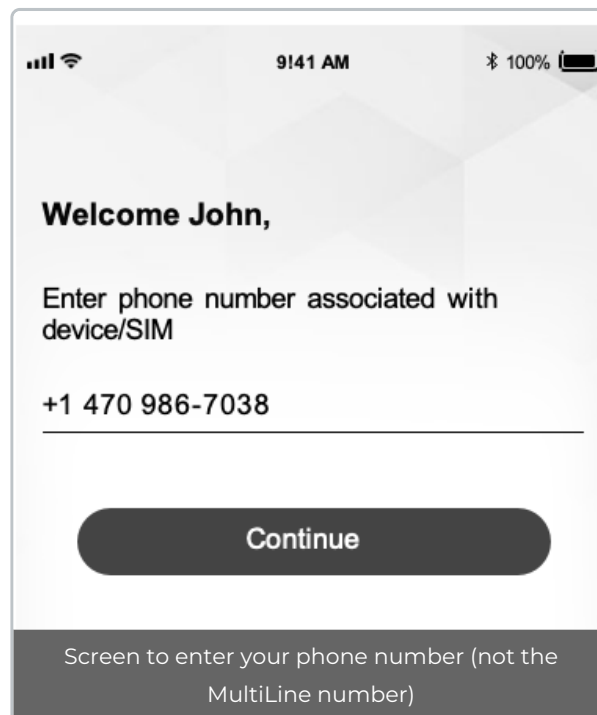 9:41 AM
100%
Welcome John,
Enter phone number associated with
device/SIM
+1 470 986-7038
Continue
Screen to enter your phone number (not the
MultiLine number)